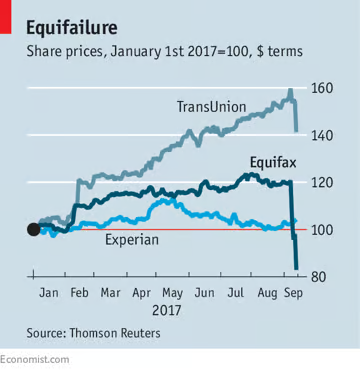 Equifailure
Share prices, January 1st 2017=100, $ terms
160
TransUnion
140
Equifax
120
100
Experian
80
Jan Feb Mar Apr May Jun Jul Aug Sep
2017
Source: Thomson Reuters
Economist.com